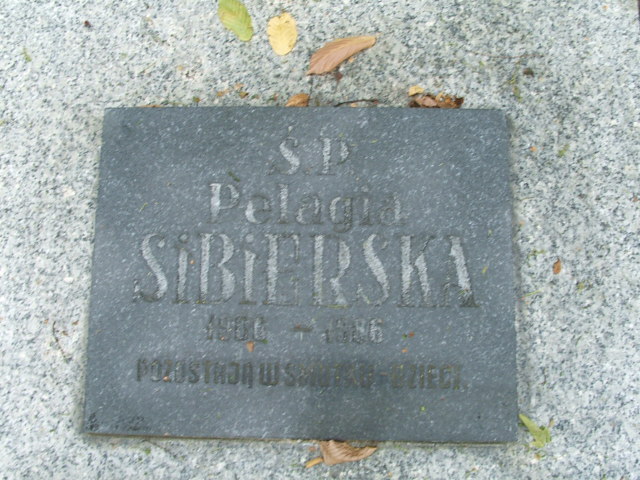 Ś.P.
Pelagia
SiBiERSKA
POZOSTAJĄ W SMUTKU - DZIECI